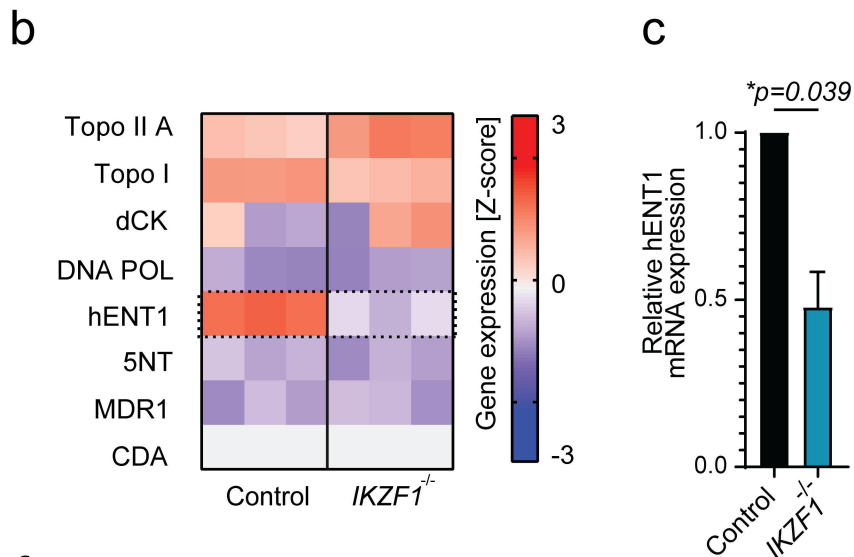 b
c
*p=0.039
Topo II A
Topo I
dCK
DNA POL
hENT1
5NT
MDR1
CDA
Control
IKZF1-/-
Gene expression [Z-score]
3
0
-3
Relative hENT1
mRNA expression
1.0
0.5
0.0
Control
IKZF1-/-